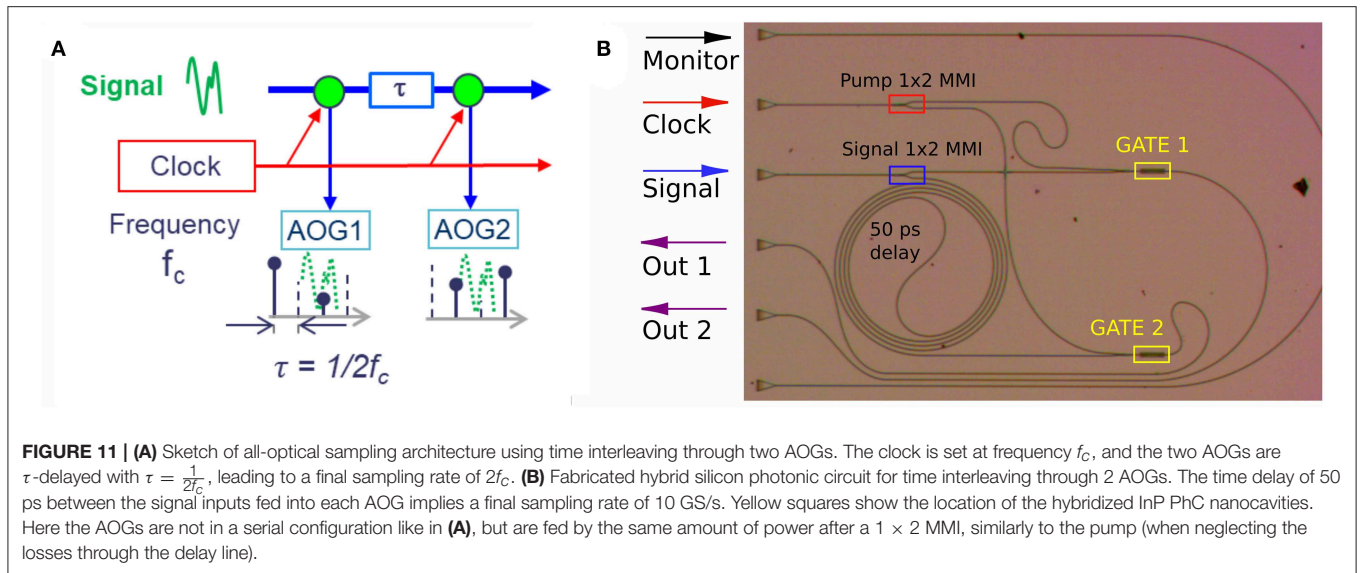 A
Signal
τ
Clock
Frequency
fc
AOG1
AOG2
τ = 1/2fc
B
Monitor
Clock
Signal
Out 1
Out 2
Pump 1x2 MMI
Signal 1x2 MMI
GATE 1
50 ps
delay
GATE 2
FIGURE 11 | (A) Sketch of all-optical sampling architecture using time interleaving through two AOGs. The clock is set at frequency fC, and the two AOGs are
τ-delayed with τ = 1/2fc, leading to a final sampling rate of 2fC. (B) Fabricated hybrid silicon photonic circuit for time interleaving through 2 AOGs. The time delay of 50
ps between the signal inputs fed into each AOG implies a final sampling rate of 10 GS/s. Yellow squares show the location of the hybridized InP PhC nanocavities.
Here the AOGs are not in a serial configuration like in (A), but are fed by the same amount of power after a 1 × 2 MMI, similarly to the pump (when neglecting the
losses through the delay line).